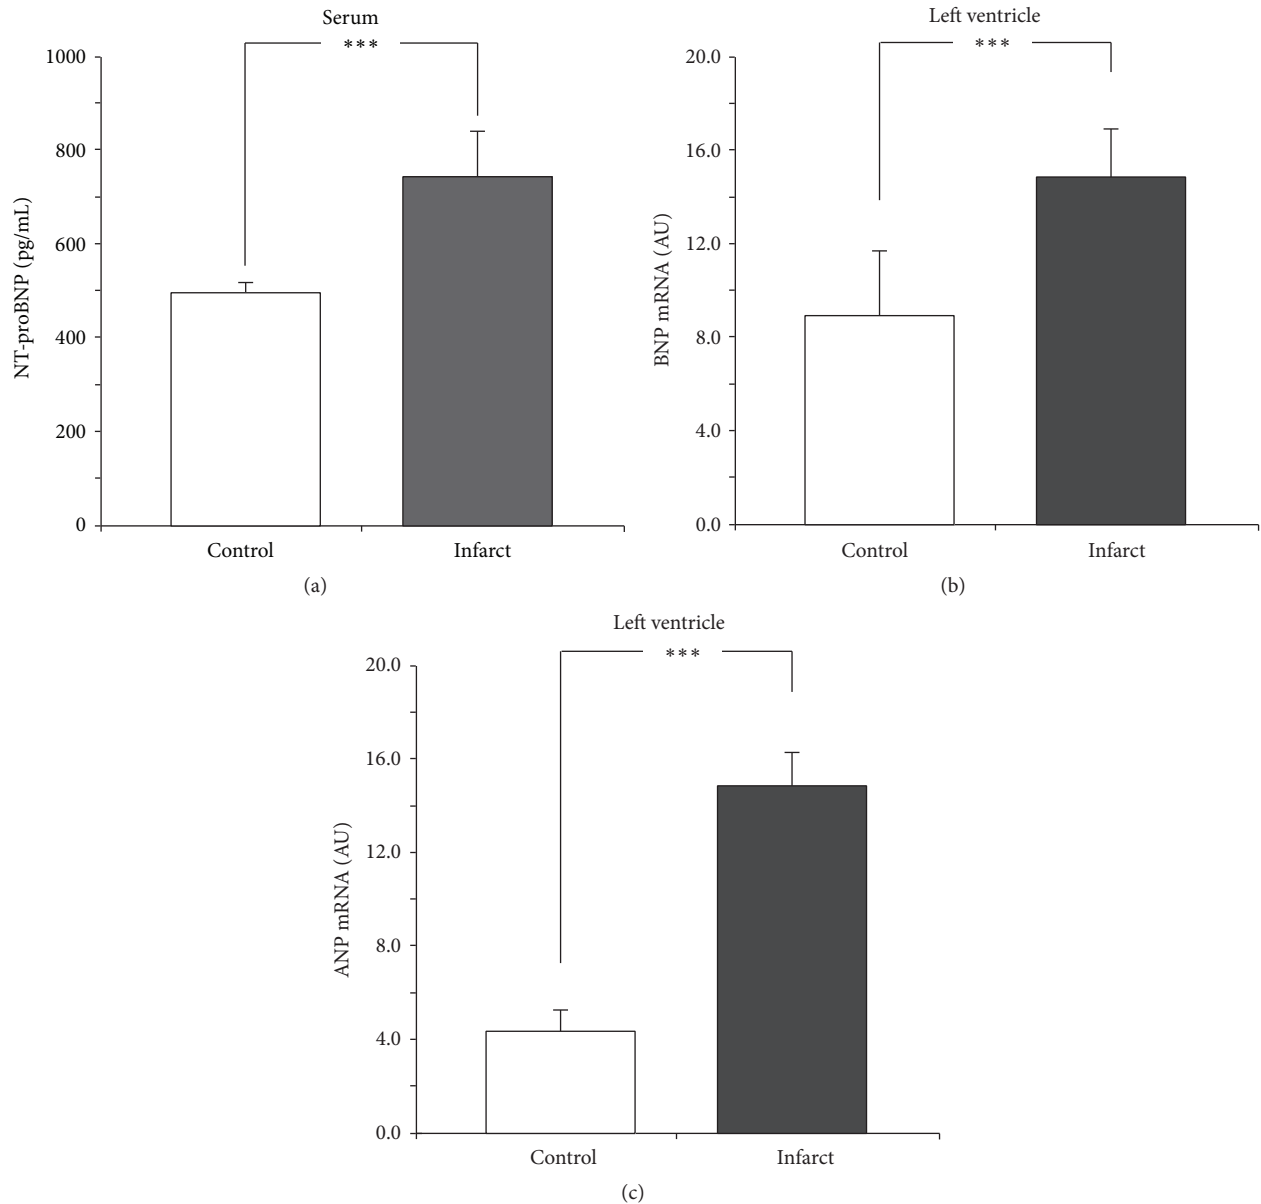 Serum
***
1000
800
600
400
200
0
NT-proBNP (pg/mL)
Control
Infarct
(a)
Left ventricle
***
20.0
16.0
12.0
8.0
4.0
0.0
BNP mRNA (AU)
Control
Infarct
(b)
Left ventricle
***
20.0
16.0
12.0
8.0
4.0
0.0
ANP mRNA (AU)
Control
Infarct
(c)